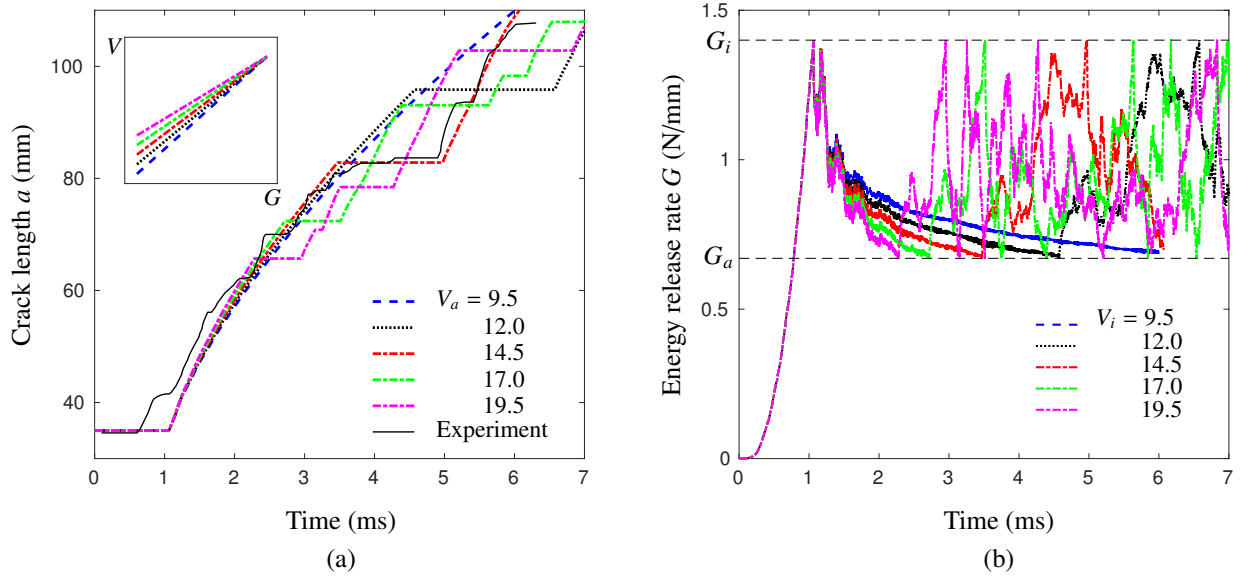 V
G
Crack length a (mm)
100
80
60
40
0 1 2 3 4 5 6 7
V_a = 9.5
12.0
14.5
17.0
19.5
Experiment
Time (ms)
(a)
1.5
G_i
1
G_a
0.5
0
Energy release rate G (N/mm)
0 1 2 3 4 5 6 7
V_i = 9.5
12.0
14.5
17.0
19.5
Time (ms)
(b)